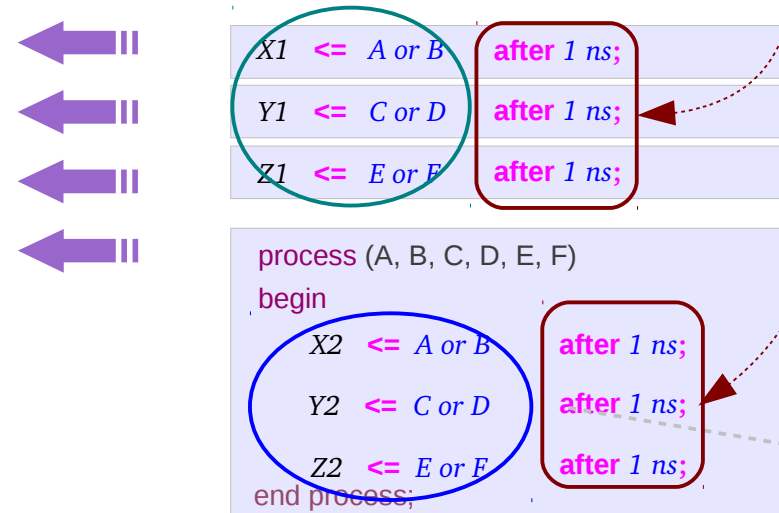 X1 <= A or B after 1 ns;
Y1 <= C or D after 1 ns;
Z1 <= E or F after 1 ns;
process (A, B, C, D, E, F)
begin
X2 <= A or B after 1 ns;
Y2 <= C or D after 1 ns;
Z2 <= E or F after 1 ns;
end process;